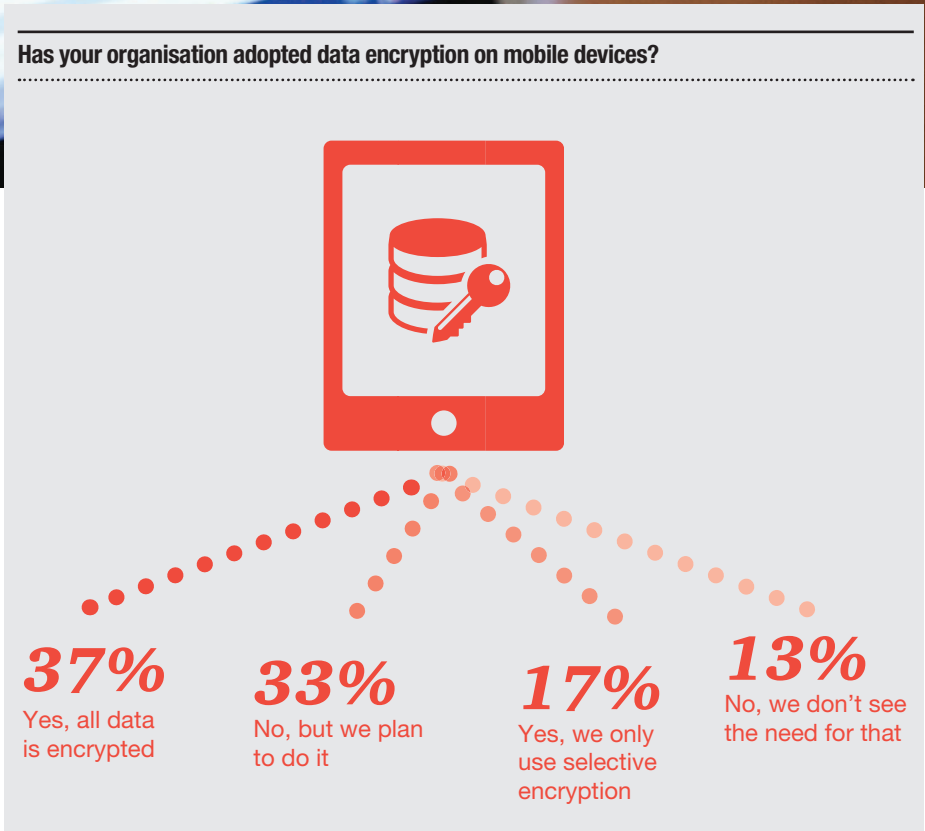 Has your organisation adopted data encryption on mobile devices?
37%
Yes, all data
is encrypted
33%
No, but we plan
to do it
17%
Yes, we only
use selective
encryption
13%
No, we don’t see
the need for that